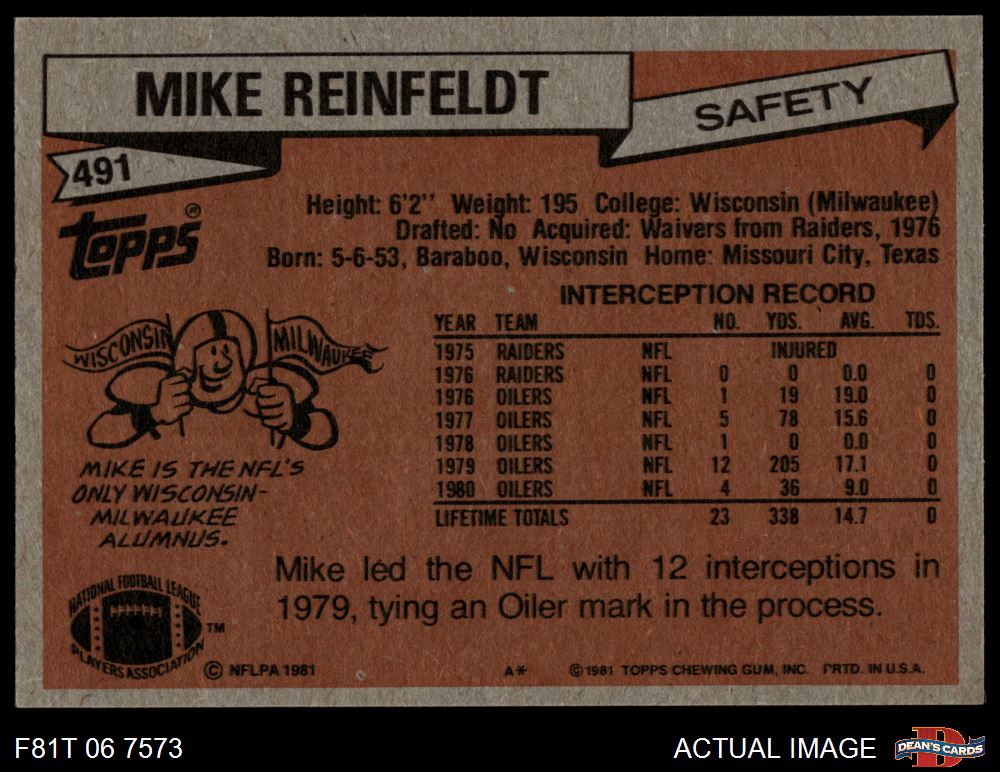 MIKE REINFELDT
SAFETY
491
TOPPS ®
Height: 6'2'' Weight: 195 College: Wisconsin (Milwaukee)
Drafted: No Acquired: Waivers from Raiders, 1976
Born: 5-6-53, Baraboo, Wisconsin Home: Missouri City, Texas
INTERCEPTION RECORD
YEAR TEAM NO. YDS. AVG. TDS.
1975 RAIDERS NFL INJURED
1976 RAIDERS NFL 0 0 0.0 0
1976 OILERS NFL 1 19 19.0 0
1977 OILERS NFL 5 78 15.6 0
1978 OILERS NFL 1 0 0.0 0
1979 OILERS NFL 12 205 17.1 0
1980 OILERS NFL 4 36 9.0 0
LIFETIME TOTALS 23 338 14.7 0
WISCONSIN MILWAUKEE
MIKE IS THE NFL'S
ONLY WISCONSIN-
MILWAUKEE
ALUMNUS.
Mike led the NFL with 12 interceptions in
1979, tying an Oiler mark in the process.
NATIONAL FOOTBALL LEAGUE
PLAYERS ASSOCIATION TM
© NFLPA 1981 A* © 1981 TOPPS CHEWING GUM, INC. PRTD. IN U.S.A.
F81T 06 7573 ACTUAL IMAGE D DEAN'S CARDS